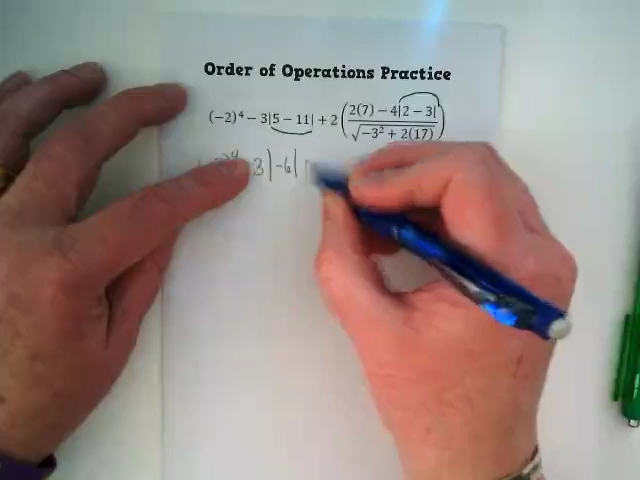 Order of Operations Practice
(-2)⁴ − 3|5 − 11| + 2(2(7) − 4|2 − 3| / √(−3² + 2(17)))
3|-6|